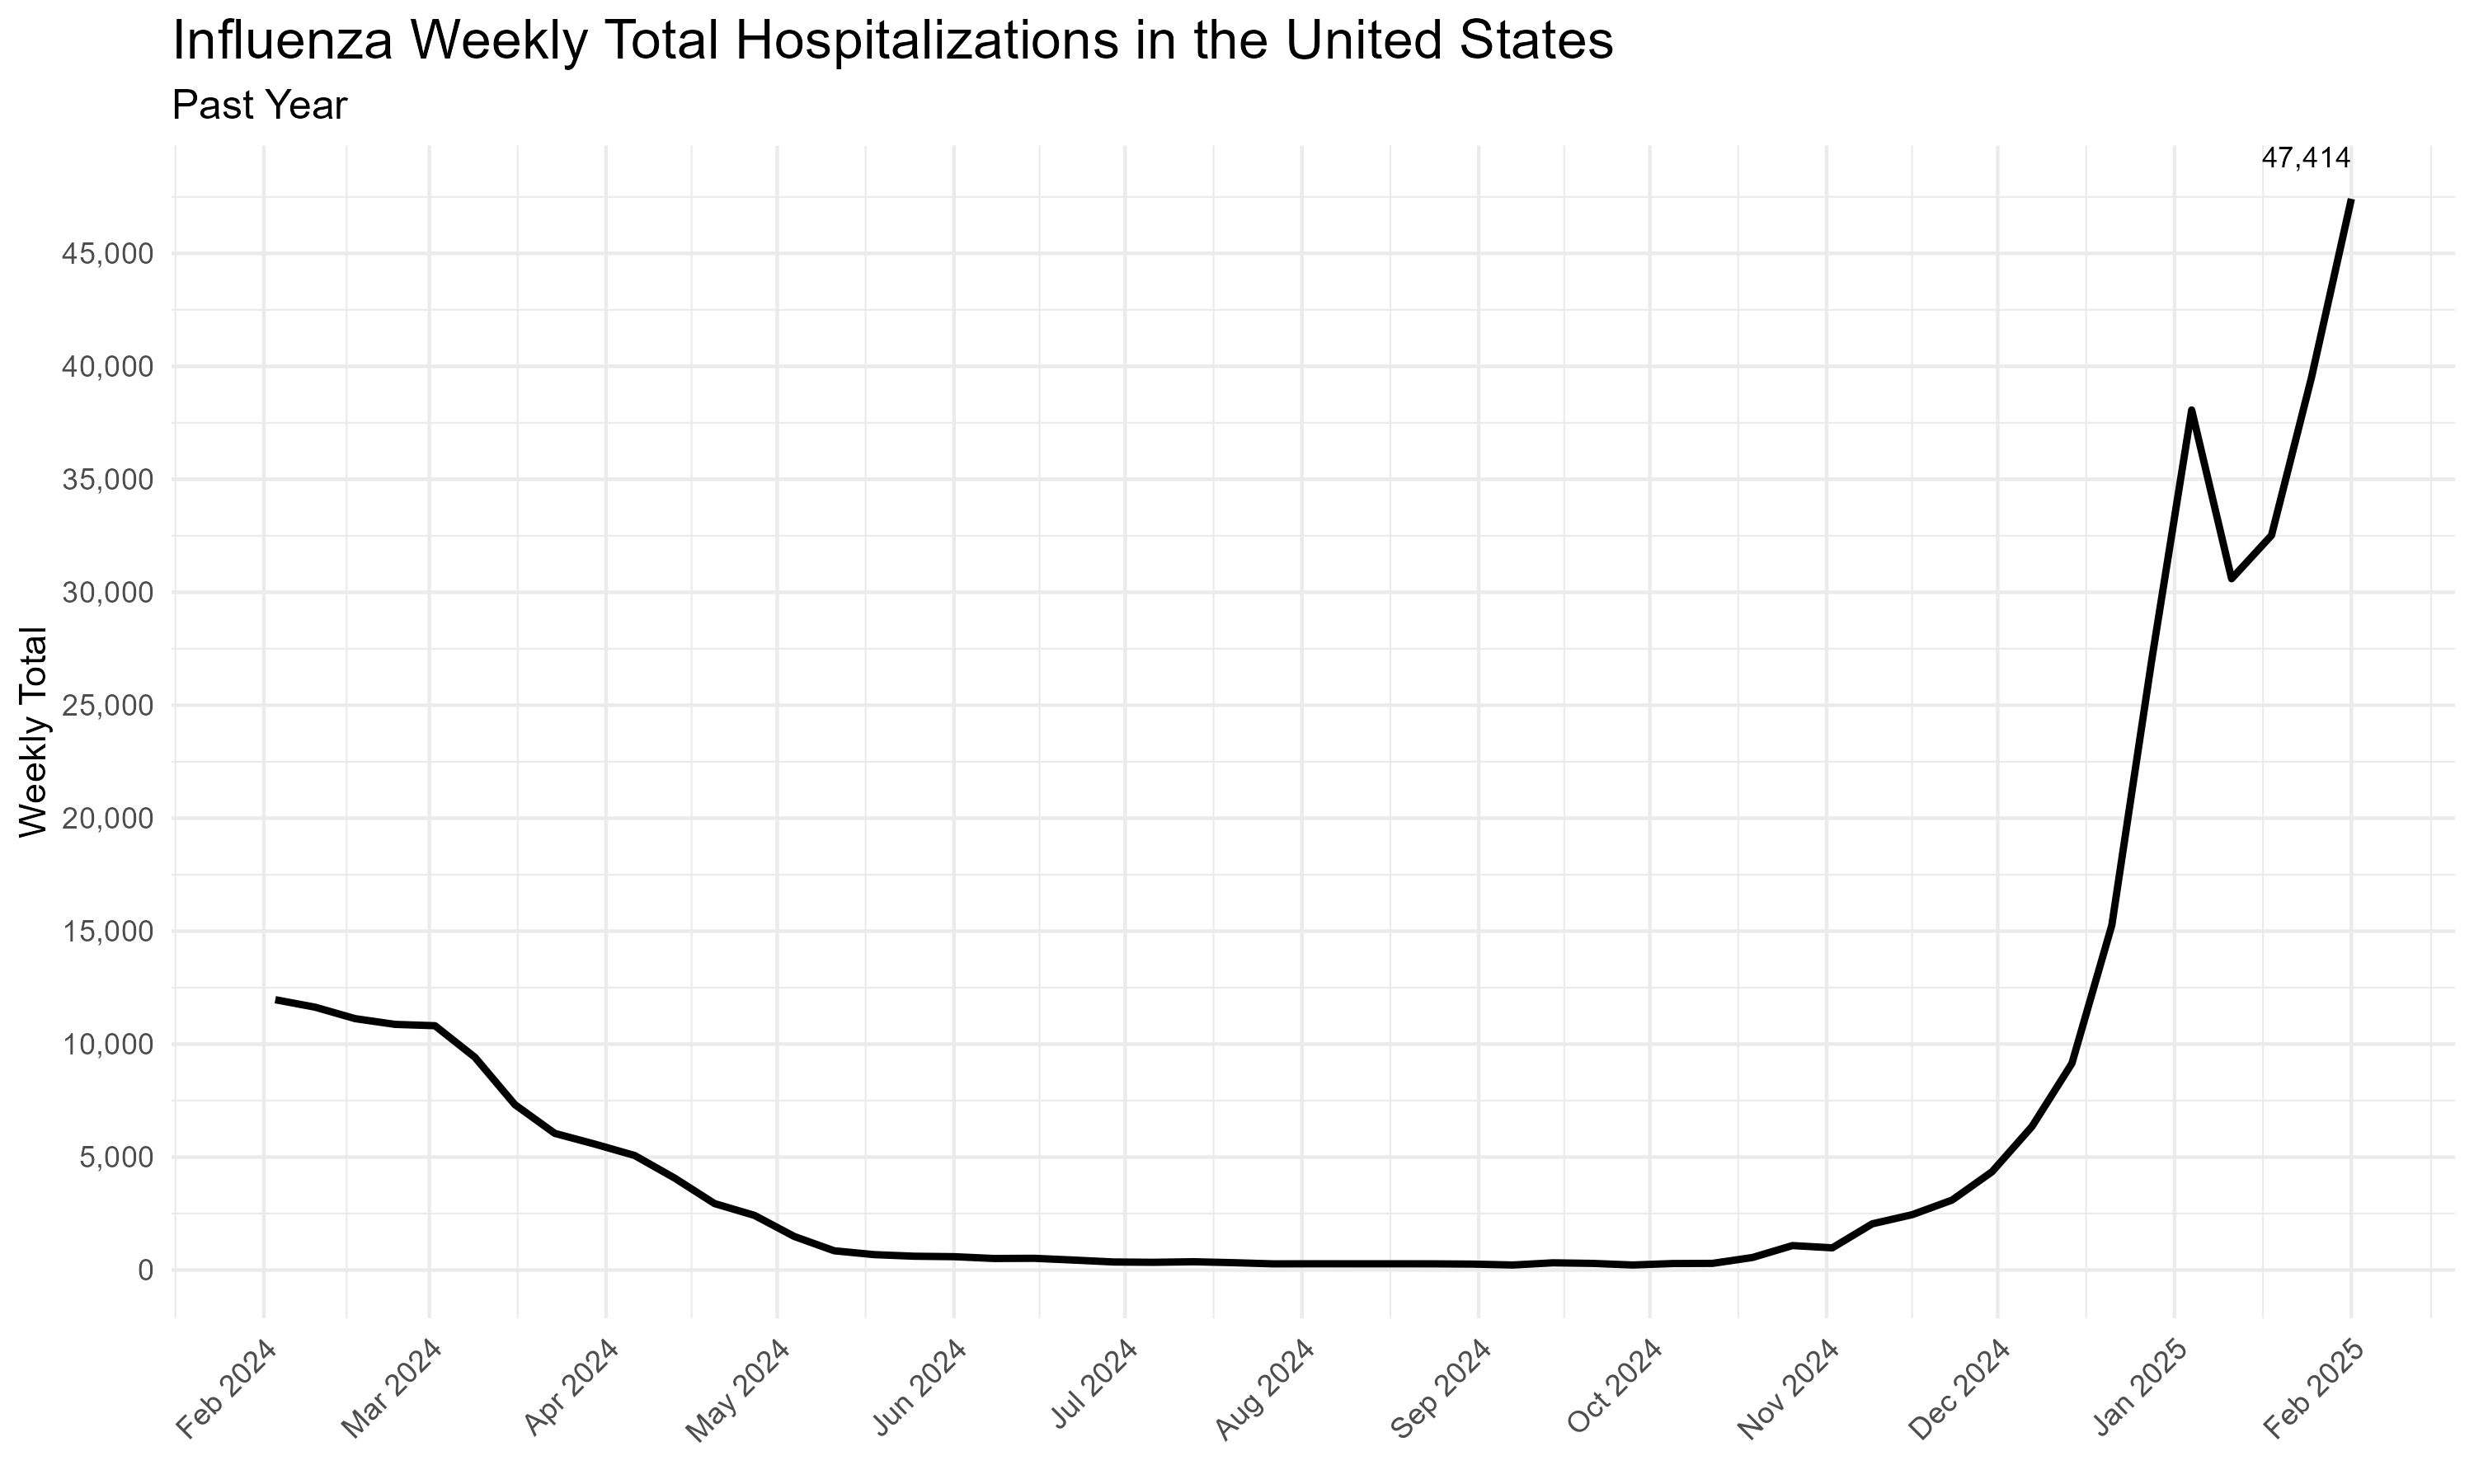 Influenza Weekly Total Hospitalizations in the United States
Past Year
47,414
Weekly Total
45,000
40,000
35,000
30,000
25,000
20,000
15,000
10,000
5,000
0
Feb 2024
Mar 2024
Apr 2024
May 2024
Jun 2024
Jul 2024
Aug 2024
Sep 2024
Oct 2024
Nov 2024
Dec 2024
Jan 2025
Feb 2025